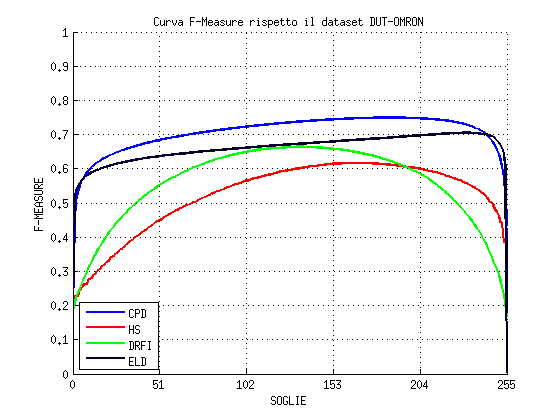 Curva F-Measure rispetto il dataset DUT-OMRON
1
0.9
0.8
0.7
0.6
0.5
0.4
0.3
0.2
0.1
0
F-MEASURE
CPD
HS
DRFI
ELD
0 51 102 153 204 255
SOGLIE